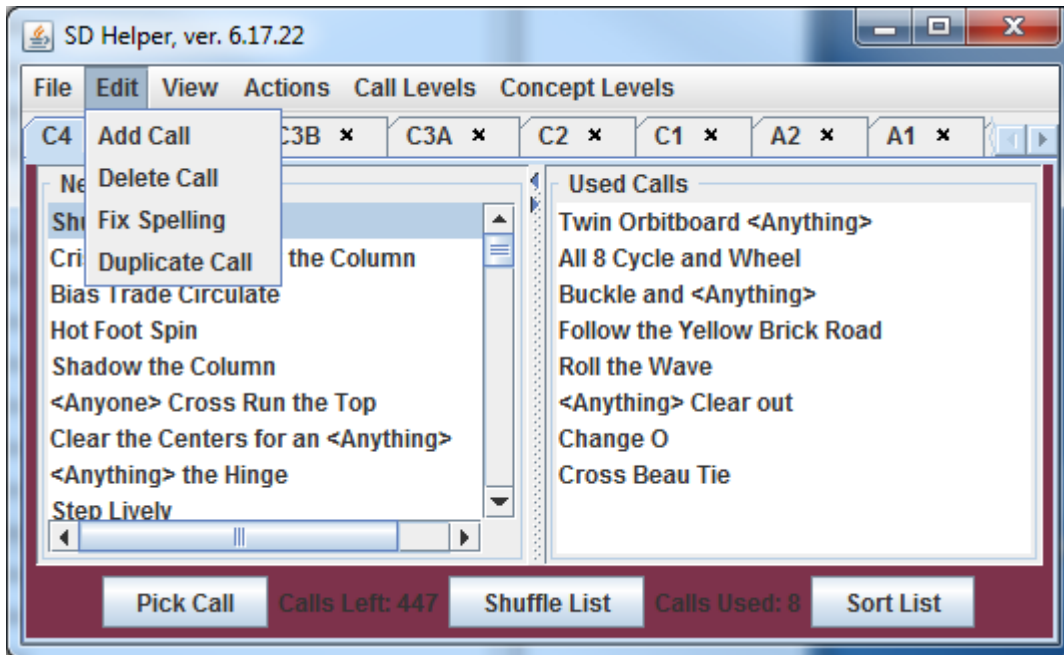 SD Helper, ver. 6.17.22
File Edit View Actions Call Levels Concept Levels
C4 C3B × C3A × C2 × C1 × A2 × A1 ×
Add Call
Delete Call
Fix Spelling
Duplicate Call
Ne
Shu
Cri the Column
Bias Trade Circulate
Hot Foot Spin
Shadow the Column
<Anyone> Cross Run the Top
Clear the Centers for an <Anything>
<Anything> the Hinge
Step Lively
Used Calls
Twin Orbitboard <Anything>
All 8 Cycle and Wheel
Buckle and <Anything>
Follow the Yellow Brick Road
Roll the Wave
<Anything> Clear out
Change O
Cross Beau Tie
Pick Call Calls Left: 447 Shuffle List Calls Used: 8 Sort List